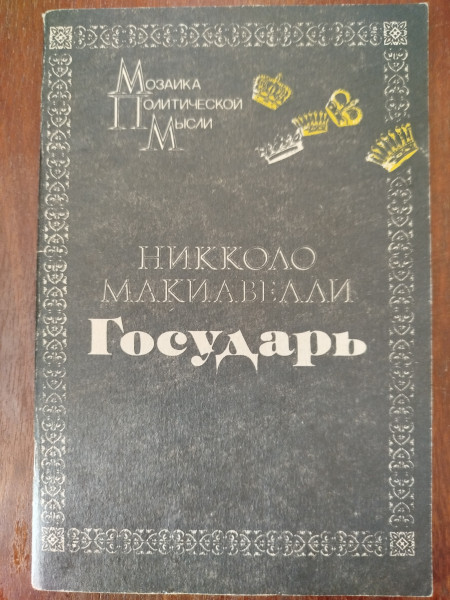 Мозаика
Политической
Мысли
НИККОЛО
МАКИАВЕЛЛИ
Государь